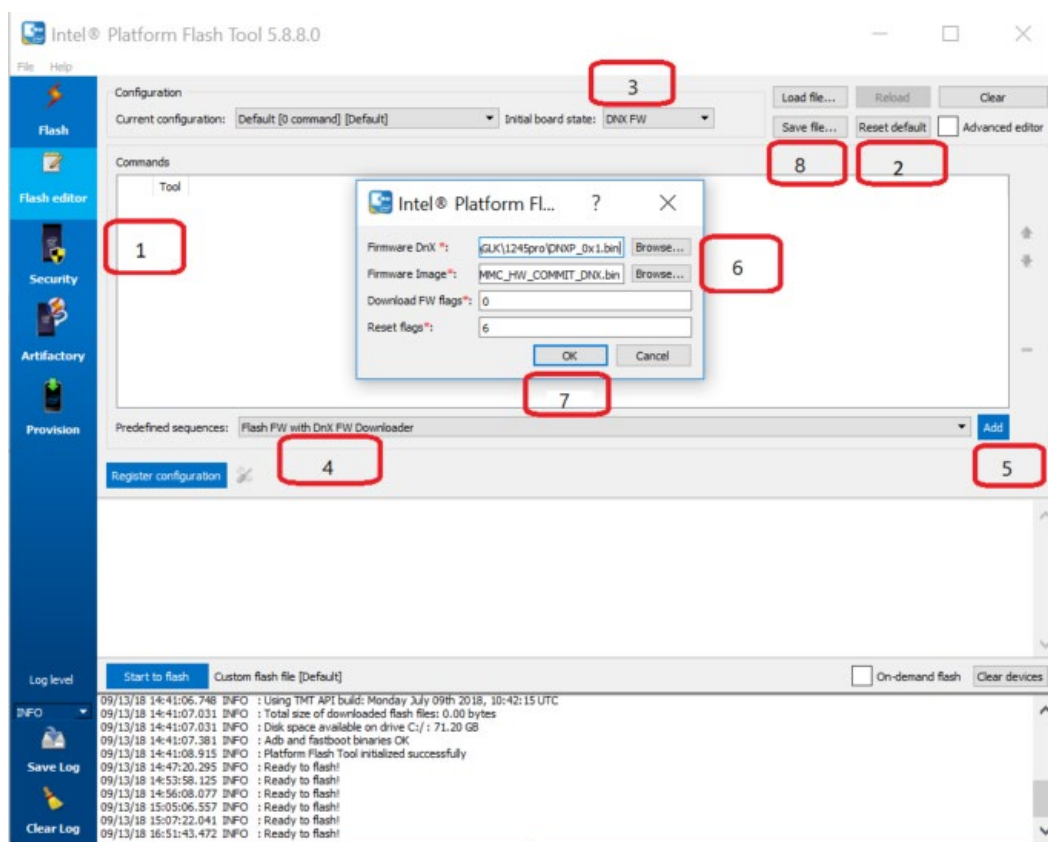 Intel® Platform Flash Tool 5.8.8.0
File Help
3
Configuration
Current configuration: Default [0 command] [Default] Initial board state: DNX FW
Load file... Reload Clear
Save file... Reset default Advanced editor
8 2
Flash
Flash editor
Security
Artifactory
Provision
1
Commands
Tool
Intel® Platform Fl... ? ×
Firmware DnX *: GLK\1245pro\DNXP_0x1.bin Browse...
Firmware Image*: MMC_HW_COMMIT_DNX.bin Browse...
Download FW flags*: 0
Reset flags*: 6
OK Cancel
6
7
Predefined sequences: Flash FW with DnX FW Downloader Add
Register configuration
4
5
Start to flash Custom flash file [Default] On-demand flash Clear devices
Log level
INFO
Save Log
Clear Log
09/13/18 14:41:06.748 INFO : Using TMT API build: Monday July 09th 2018, 10:42:15 UTC
09/13/18 14:41:07.031 INFO : Total size of downloaded flash files: 0.00 bytes
09/13/18 14:41:07.031 INFO : Disk space available on drive C:/ : 71.20 GB
09/13/18 14:41:07.381 INFO : Adb and fastboot binaries OK
09/13/18 14:41:08.915 INFO : Platform Flash Tool initialized successfully
09/13/18 14:47:20.295 INFO : Ready to flash!
09/13/18 14:53:58.125 INFO : Ready to flash!
09/13/18 14:56:08.077 INFO : Ready to flash!
09/13/18 15:05:06.557 INFO : Ready to flash!
09/13/18 15:07:22.041 INFO : Ready to flash!
09/13/18 16:51:43.472 INFO : Ready to flash!